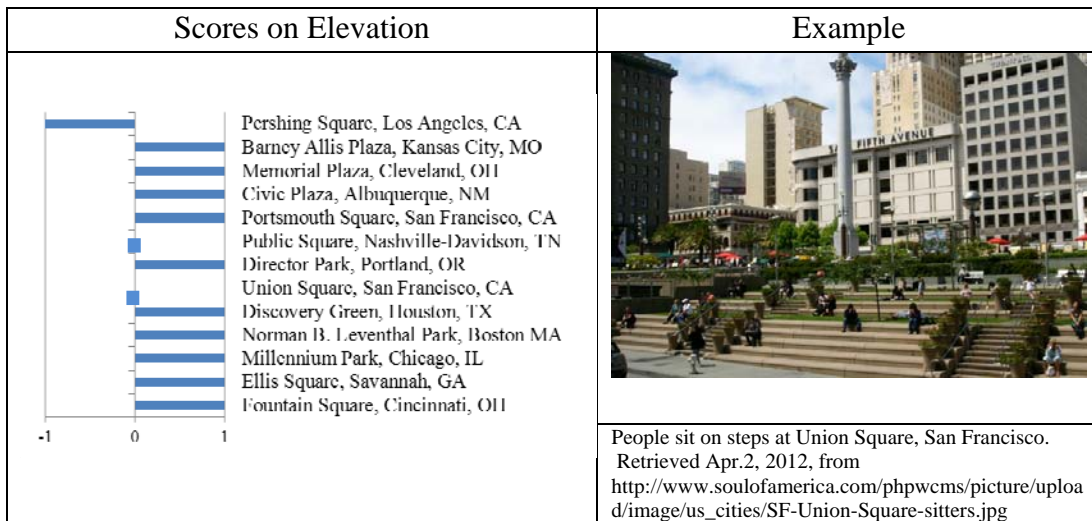 Scores on Elevation
Example
Pershing Square, Los Angeles, CA
Barney Allis Plaza, Kansas City, MO
Memorial Plaza, Cleveland, OH
Civic Plaza, Albuquerque, NM
Portsmouth Square, San Francisco, CA
Public Square, Nashville-Davidson, TN
Director Park, Portland, OR
Union Square, San Francisco, CA
Discovery Green, Houston, TX
Norman B. Leventhal Park, Boston MA
Millennium Park, Chicago, IL
Ellis Square, Savannah, GA
Fountain Square, Cincinnati, OH
-1 0 1
FIFTH AVENUE
People sit on steps at Union Square, San Francisco.
Retrieved Apr.2, 2012, from
http://www.soulofamerica.com/phpwcms/picture/uploa
d/image/us_cities/SF-Union-Square-sitters.jpg